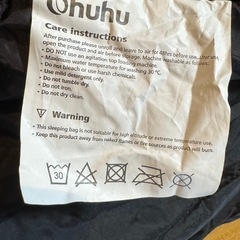 Ohuhu
Care instructions
After purchase please unroll and leave to air for 48hrs before use. Then
open the product and air before storage. Machine washable as follows:
• DO NOT use an agitation top loading machine.
• Maximum water temperature for washing 30 °C.
• Do not bleach or use harsh chemicals.
• Use mild detergent only.
• Do not tumble dry.
• Do not iron.
• Do not dry clean.
Warning
• This sleeping bag is not suitable for high altitude or extreme temperature use.
• Keep this product away from naked flames or fire sources as product will burn.
30